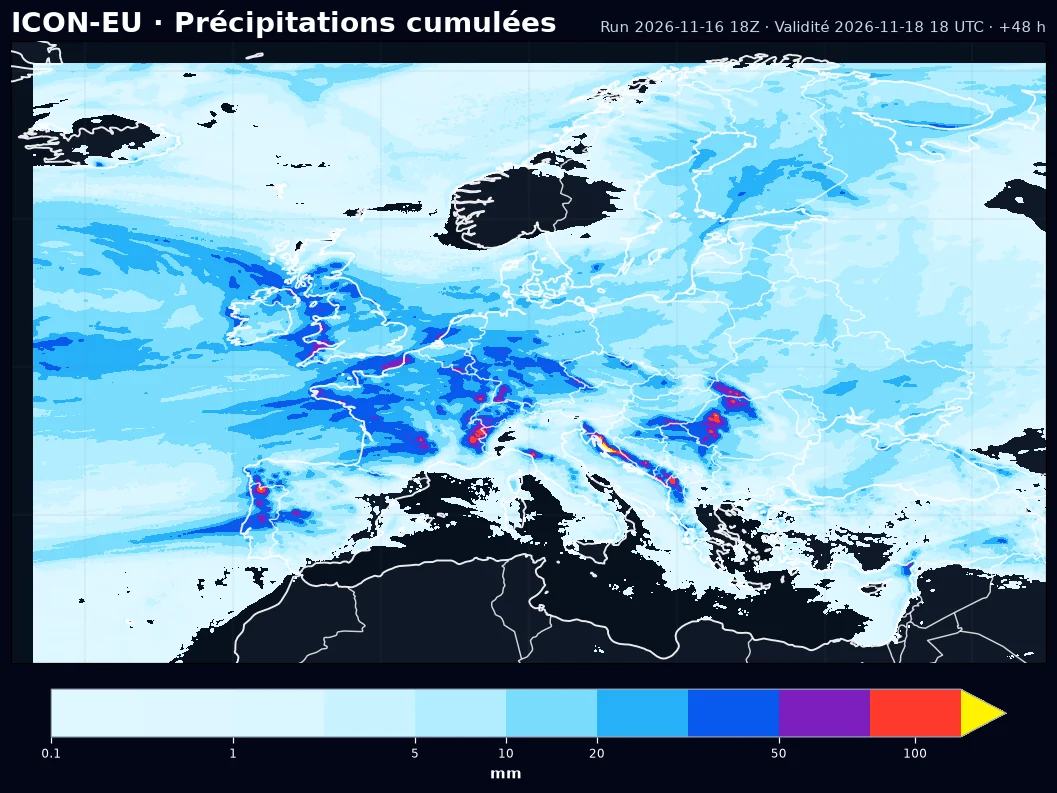 ICON-EU · Précipitations cumulées
Run 2026-11-16 18Z · Validité 2026-11-18 18 UTC · +48 h
0.1 1 5 10 20 50 100
mm